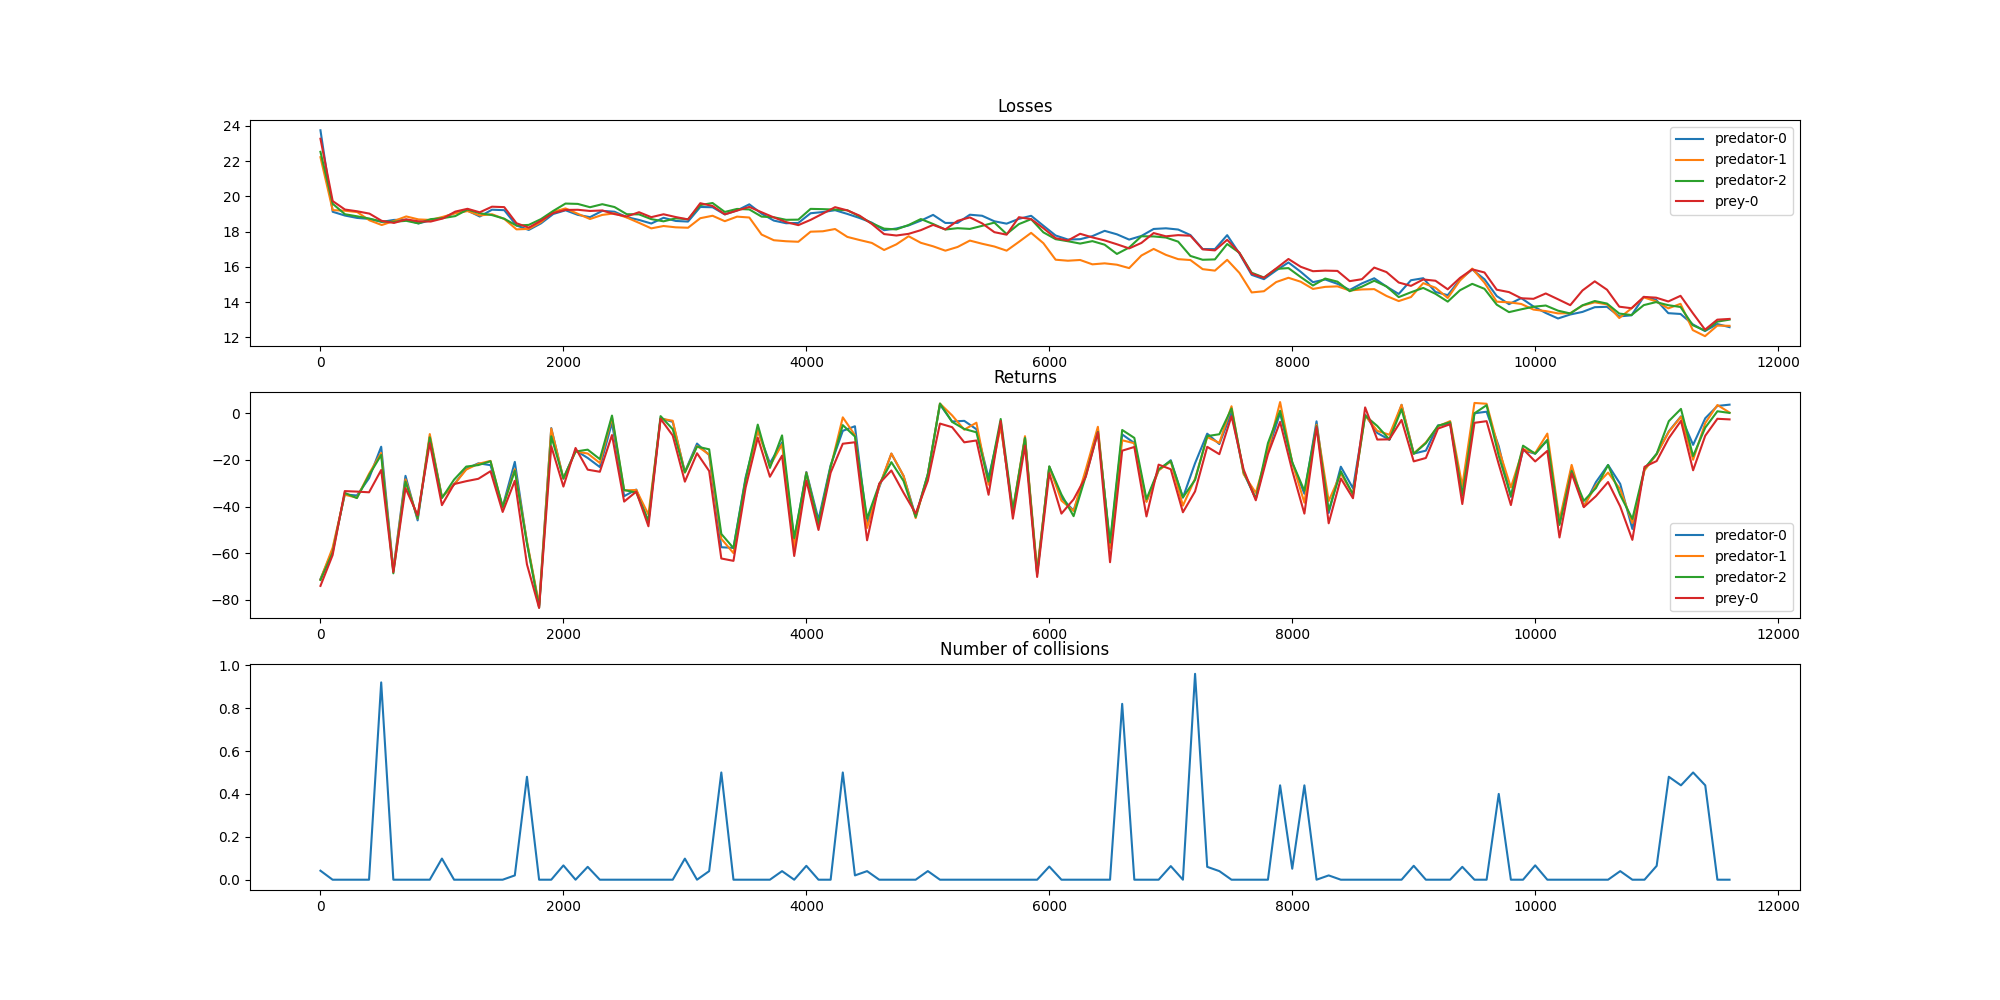 Losses
24
22
20
18
16
14
12
predator-0
predator-1
predator-2
prey-0
0 2000 4000 6000 8000 10000 12000
Returns
0
−20
−40
−60
−80
predator-0
predator-1
predator-2
prey-0
0 2000 4000 6000 8000 10000 12000
Number of collisions
1.0
0.8
0.6
0.4
0.2
0.0
0 2000 4000 6000 8000 10000 12000